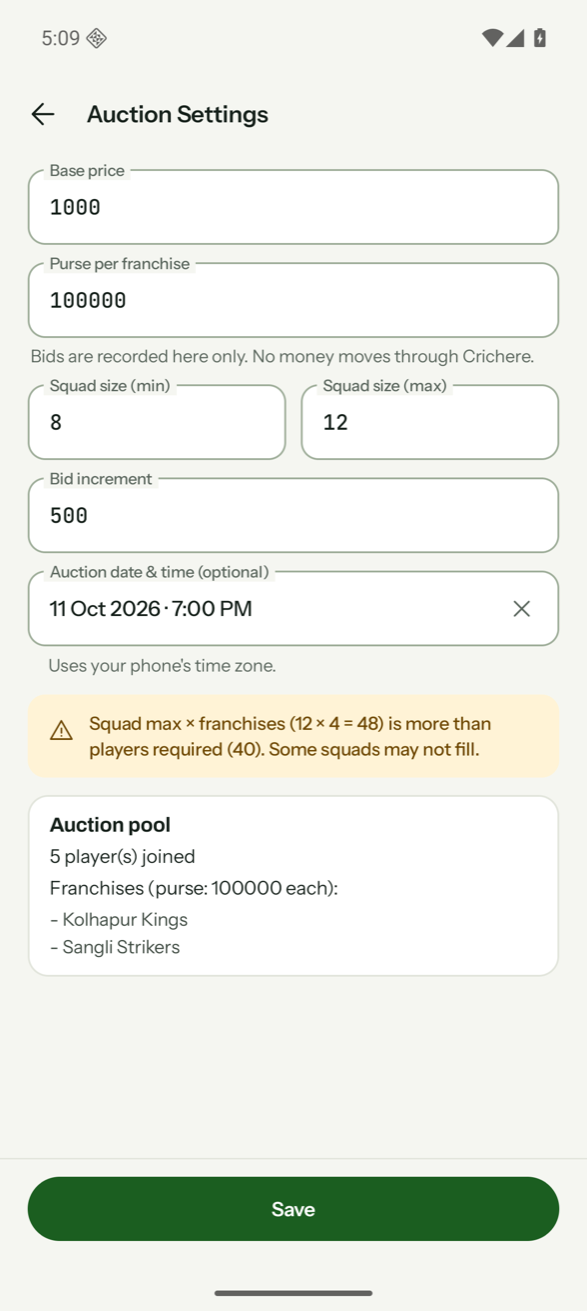 5:09
Auction Settings
Base price
1000
Purse per franchise
100000
Bids are recorded here only. No money moves through Crichere.
Squad size (min)
8
Squad size (max)
12
Bid increment
500
Auction date & time (optional)
11 Oct 2026 · 7:00 PM
Uses your phone's time zone.
Squad max × franchises (12 × 4 = 48) is more than
players required (40). Some squads may not fill.
Auction pool
5 player(s) joined
Franchises (purse: 100000 each):
- Kolhapur Kings
- Sangli Strikers
Save